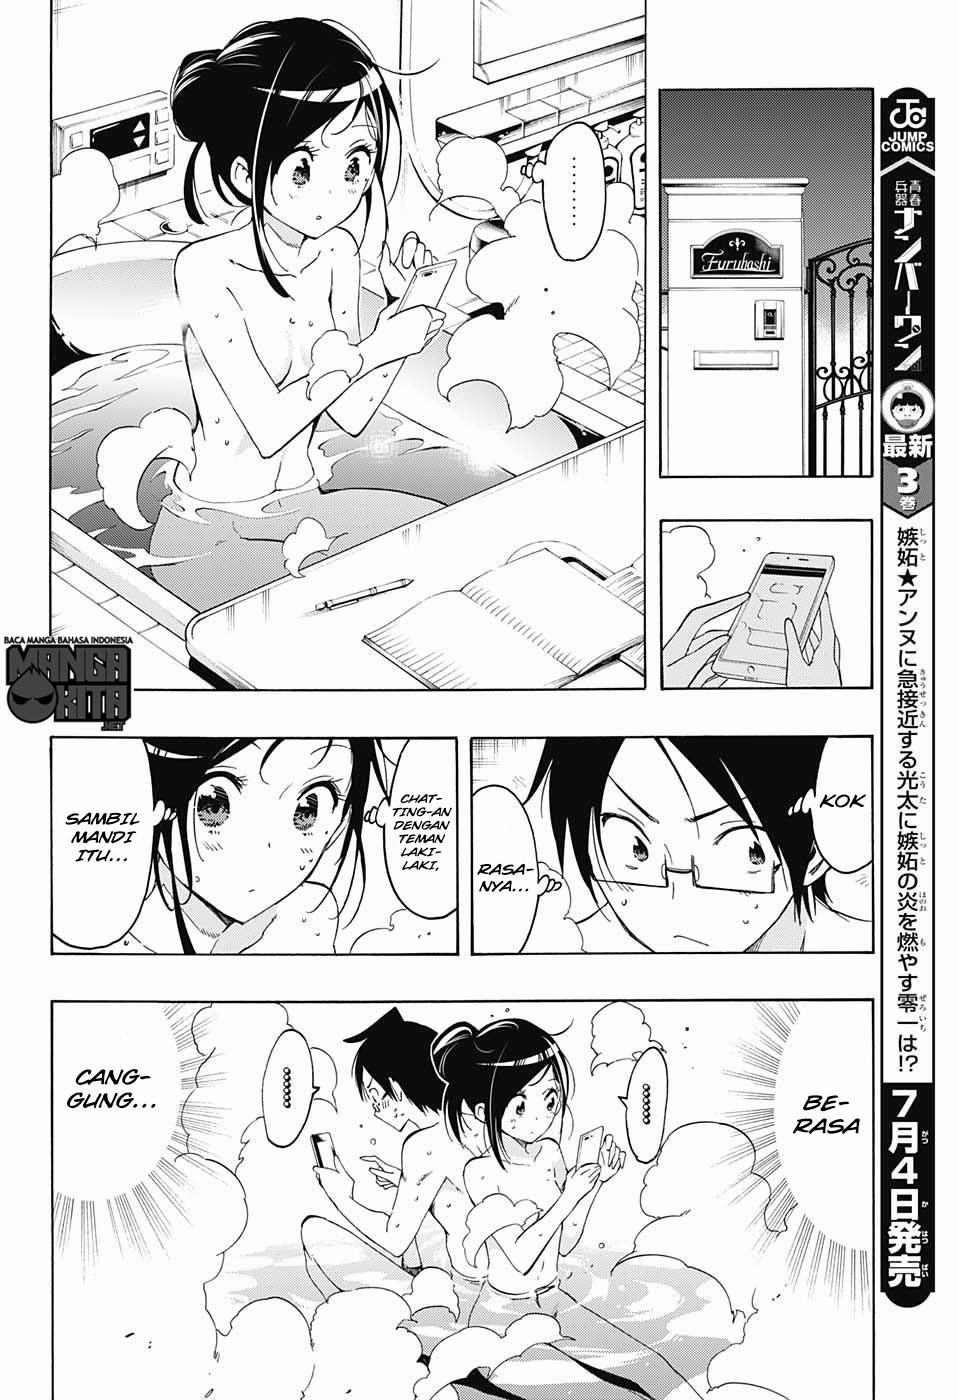 Furuhashi
………
KOK
RASA-
NYA...
CHAT-
TING-AN
DENGAN
TEMAN
LAKI-
LAKI,
SAMBIL
MANDI
ITU...
BE-
RASA
CANG-
GUNG...
BACA MANGA BAHASA INDONESIA
MANGA
KITA
.NET
JC
JUMP
COMICS
青春
兵器
ナンバーワン
最新
3
巻
嫉妬★アンヌに急接近する光太に嫉妬の炎を燃やす零一は!?
7月4日発売